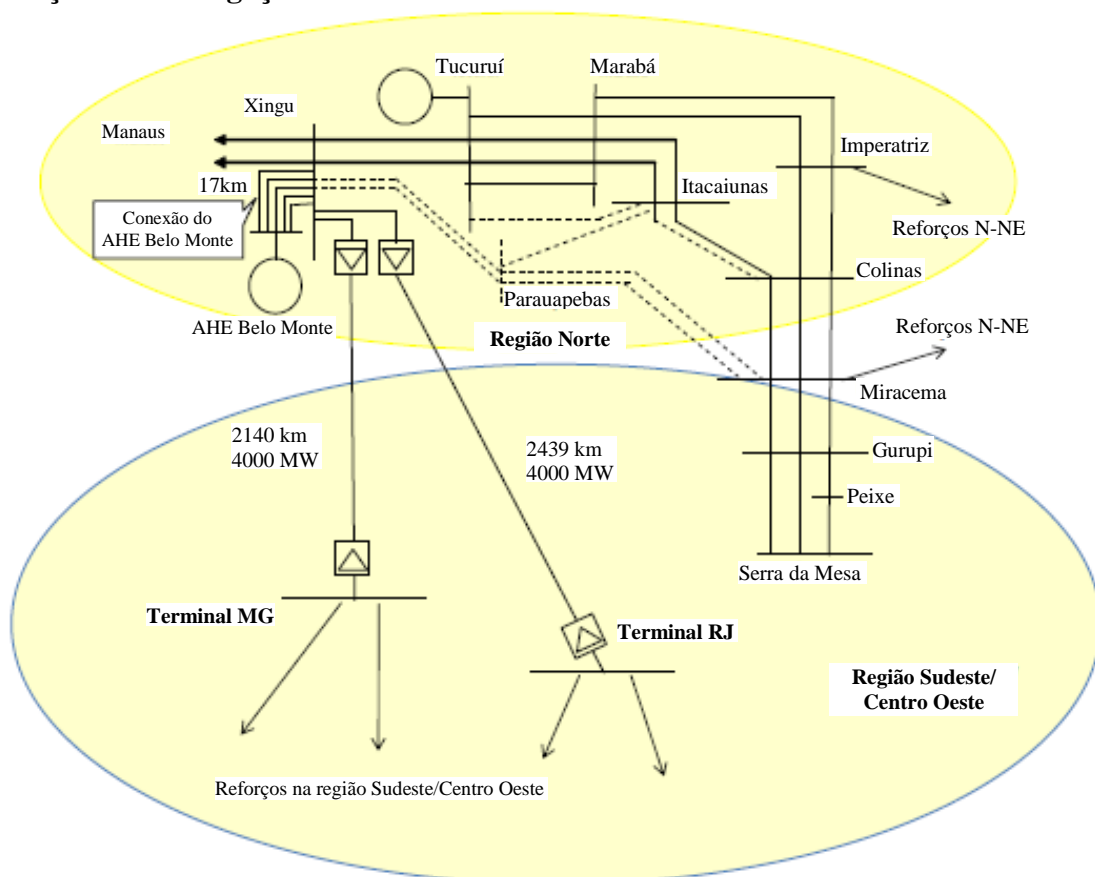 Tucuruí
Marabá
Xingu
Manaus
Imperatriz
17km
Itacaiunas
Conexão do
AHE Belo Monte
Reforços N-NE
Colinas
Parauapebas
AHE Belo Monte
Região Norte
Reforços N-NE
Miracema
2140 km
4000 MW
2439 km
4000 MW
Gurupi
Peixe
Serra da Mesa
Terminal MG
Terminal RJ
Região Sudeste/
Centro Oeste
Reforços na região Sudeste/Centro Oeste